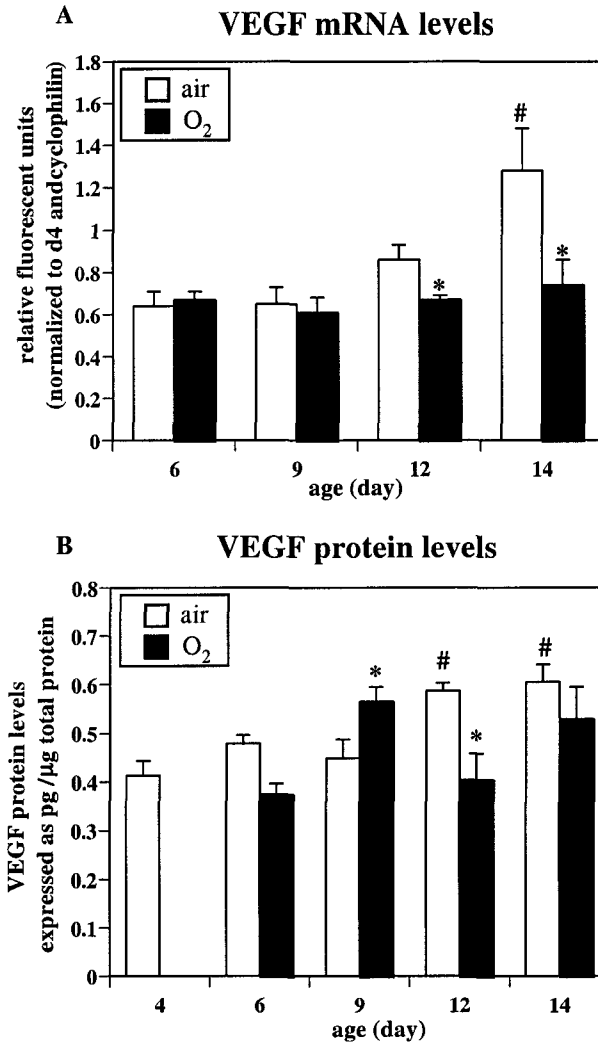 A
VEGF mRNA levels
relative fluorescent units
(normalized to d4 andcyclophilin)
1.8
1.6
1.4
1.2
1
0.8
0.6
0.4
0.2
0
air
O2
*
#
*
6
9
12
14
age (day)
B
VEGF protein levels
VEGF protein levels
expressed as pg /µg total protein
0.8
0.7
0.6
0.5
0.4
0.3
0.2
0.1
0
air
O2
*
#
*
#
4
6
9
12
14
age (day)